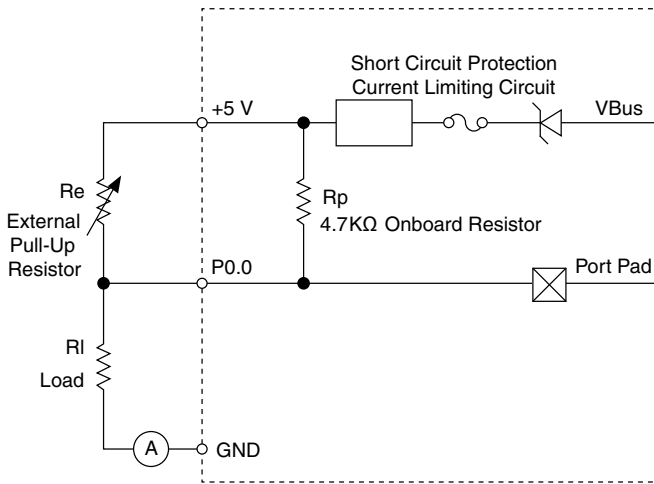 Short Circuit Protection
Current Limiting Circuit
+5 V
VBus
Re
External
Pull-Up
Resistor
Rp
4.7KΩ Onboard Resistor
P0.0
Port Pad
Rl
Load
A
GND